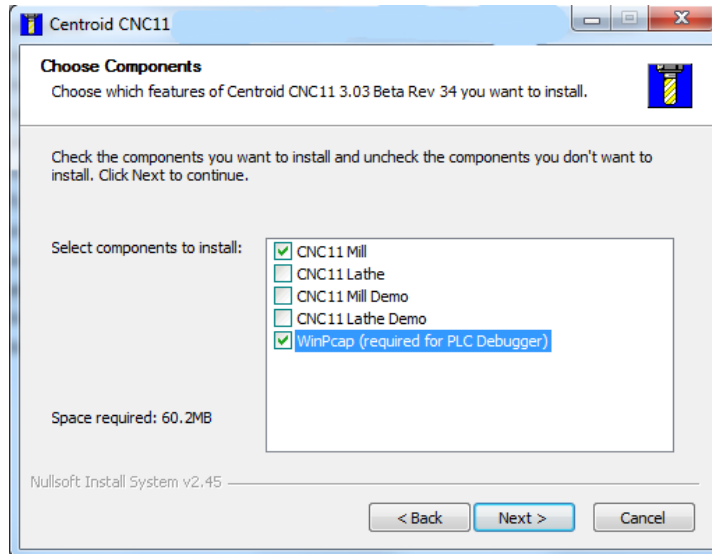 Centroid CNC11
Choose Components
Choose which features of Centroid CNC11 3.03 Beta Rev 34 you want to install.
Check the components you want to install and uncheck the components you don't want to
install. Click Next to continue.
Select components to install:
CNC11 Mill
CNC11 Lathe
CNC11 Mill Demo
CNC11 Lathe Demo
WinPcap (required for PLC Debugger)
Space required: 60.2MB
Nullsoft Install System v2.45
< Back Next > Cancel